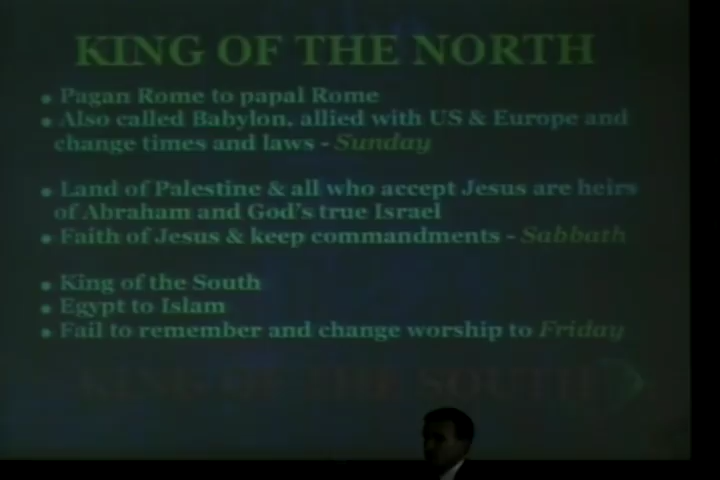 KING OF THE NORTH
• Pagan Rome to papal Rome
• Also called Babylon, allied with US & Europe and
change times and laws - Sunday
• Land of Palestine & all who accept Jesus are heirs
of Abraham and God's true Israel
• Faith of Jesus & keep commandments - Sabbath
• King of the South
• Egypt to Islam
• Fail to remember and change worship to Friday
KING OF THE SOUTH